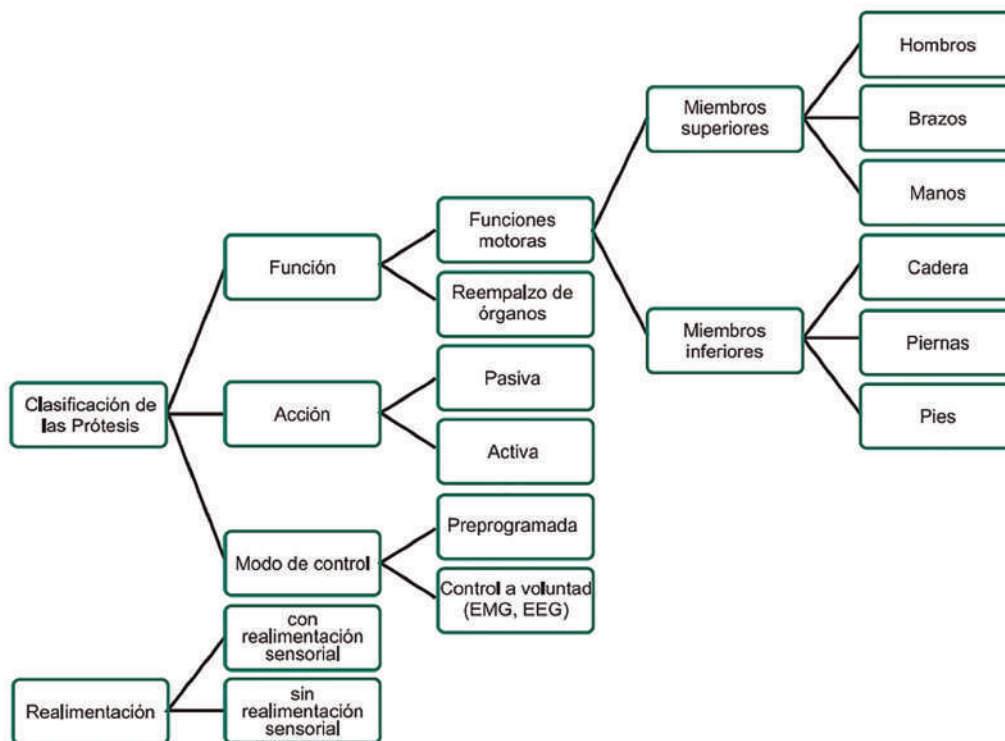 Clasificación de
las Prótesis
Función
Funciones
motoras
Miembros
superiores
Hombros
Brazos
Manos
Miembros
inferiores
Cadera
Piernas
Pies
Reempalzo de
órganos
Acción
Pasiva
Activa
Modo de control
Preprogramada
Control a voluntad
(EMG, EEG)
Realimentación
con
realimentación
sensorial
sin
realimentación
sensorial